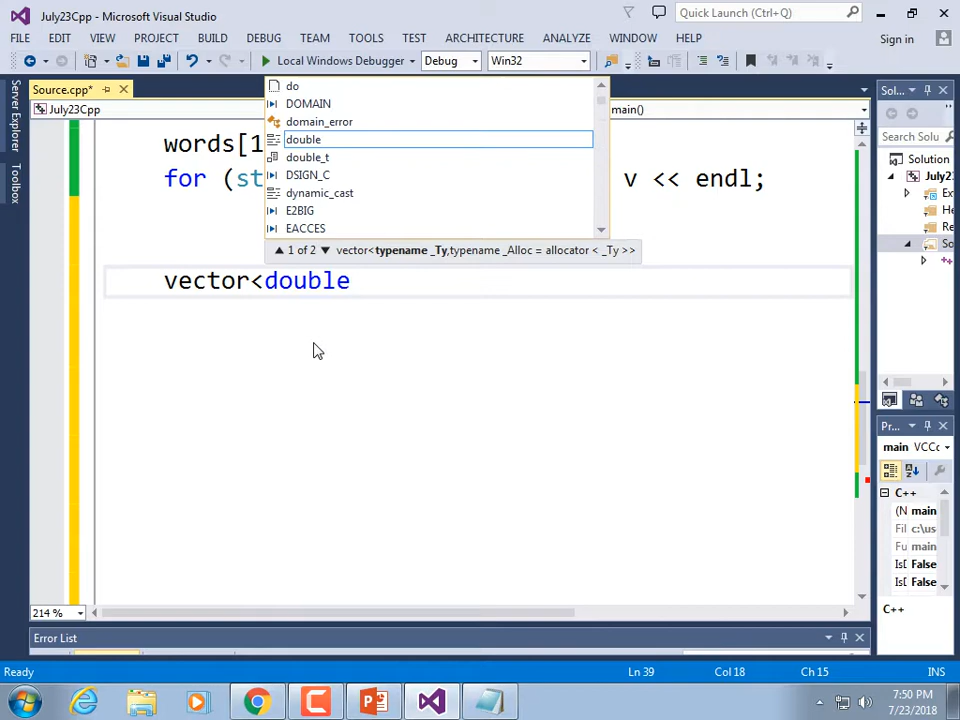 July23Cpp - Microsoft Visual Studio
Quick Launch (Ctrl+Q)
FILE EDIT VIEW PROJECT BUILD DEBUG TEAM TOOLS TEST ARCHITECTURE ANALYZE WINDOW HELP
Sign in
Local Windows Debugger Debug Win32
Server Explorer
Toolbox
Source.cpp*
July23Cpp
main()
words[1
for (st
v << endl;
do
DOMAIN
domain_error
double
double_t
DSIGN_C
dynamic_cast
E2BIG
EACCES
1 of 2 vector<typename _Ty,typename _Alloc = allocator < _Ty >>
vector<double
214 %
Sol...
Search Solu
Solution
July2
Ex
He
Re
So
Pr...
main VCCc
C++
(N main
Fil c:\us
Fu main
Is[ False
Is[ False
C++
Error List
Ready
Ln 39 Col 18 Ch 15 INS
7:50 PM
7/23/2018